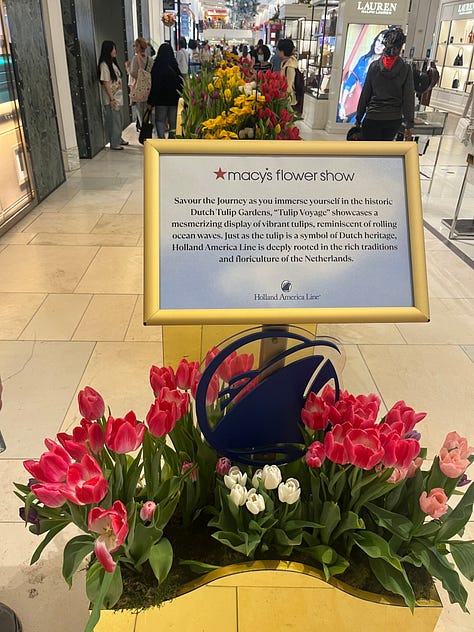 LAUREN
RALPH LAUREN
LAUREN
★macy's flower show
Savour the Journey as you immerse yourself in the historic
Dutch Tulip Gardens, "Tulip Voyage" showcases a
mesmerizing display of vibrant tulips, reminiscent of rolling
ocean waves. Just as the tulip is a symbol of Dutch heritage,
Holland America Line is deeply rooted in the rich traditions
and floriculture of the Netherlands.
Holland America Line